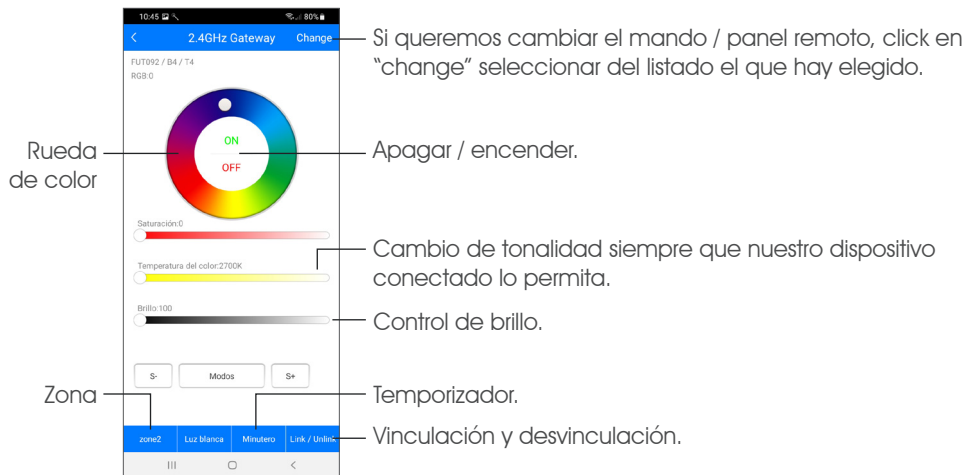 10:45
80%
2.4GHz Gateway
Change
Si queremos cambiar el mando / panel remoto, click en
“change” seleccionar del listado el que hay elegido.
FUT092 / B4 / T4
RGB:0
ON
OFF
Rueda
de color
Apagar / encender.
Saturación:0
Cambio de tonalidad siempre que nuestro dispositivo
conectado lo permita.
Temperatura del color:2700K
Brillo:100
Control de brillo.
S-
Modos
S+
Zona
Temporizador.
zone2
Luz blanca
Minutero
Link / Unlink
Vinculación y desvinculación.